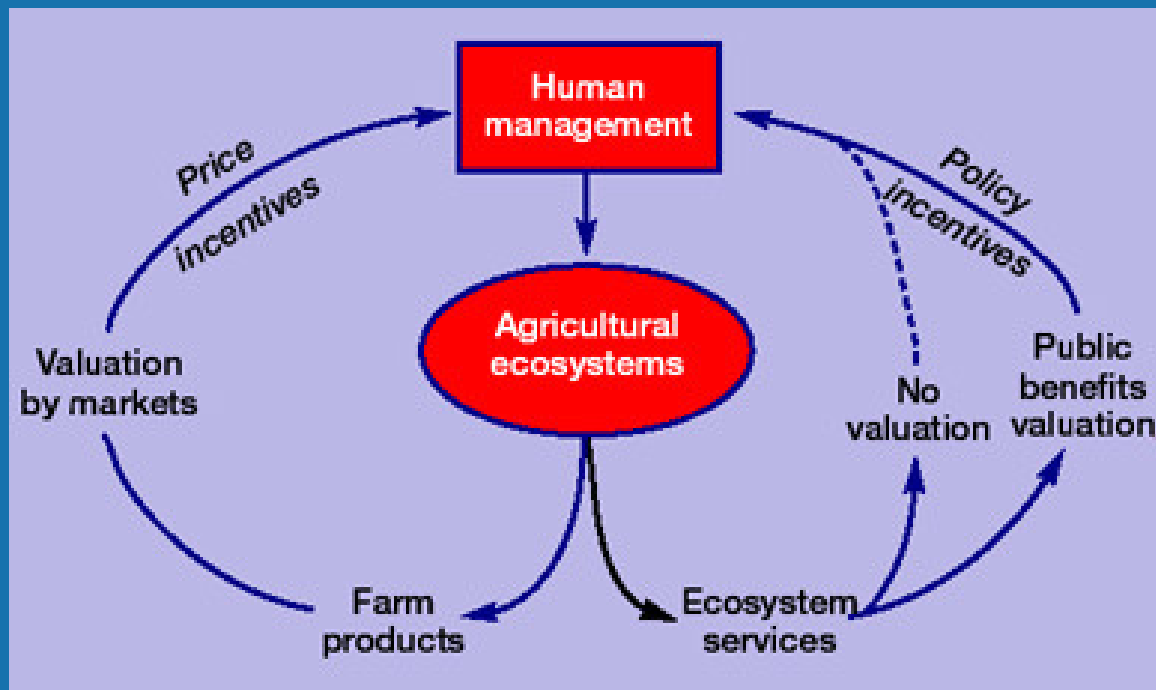 Human
management
Price
incentives
Policy
incentives
Agricultural
ecosystems
Valuation
by markets
No
valuation
Public
benefits
valuation
Farm
products
Ecosystem
services